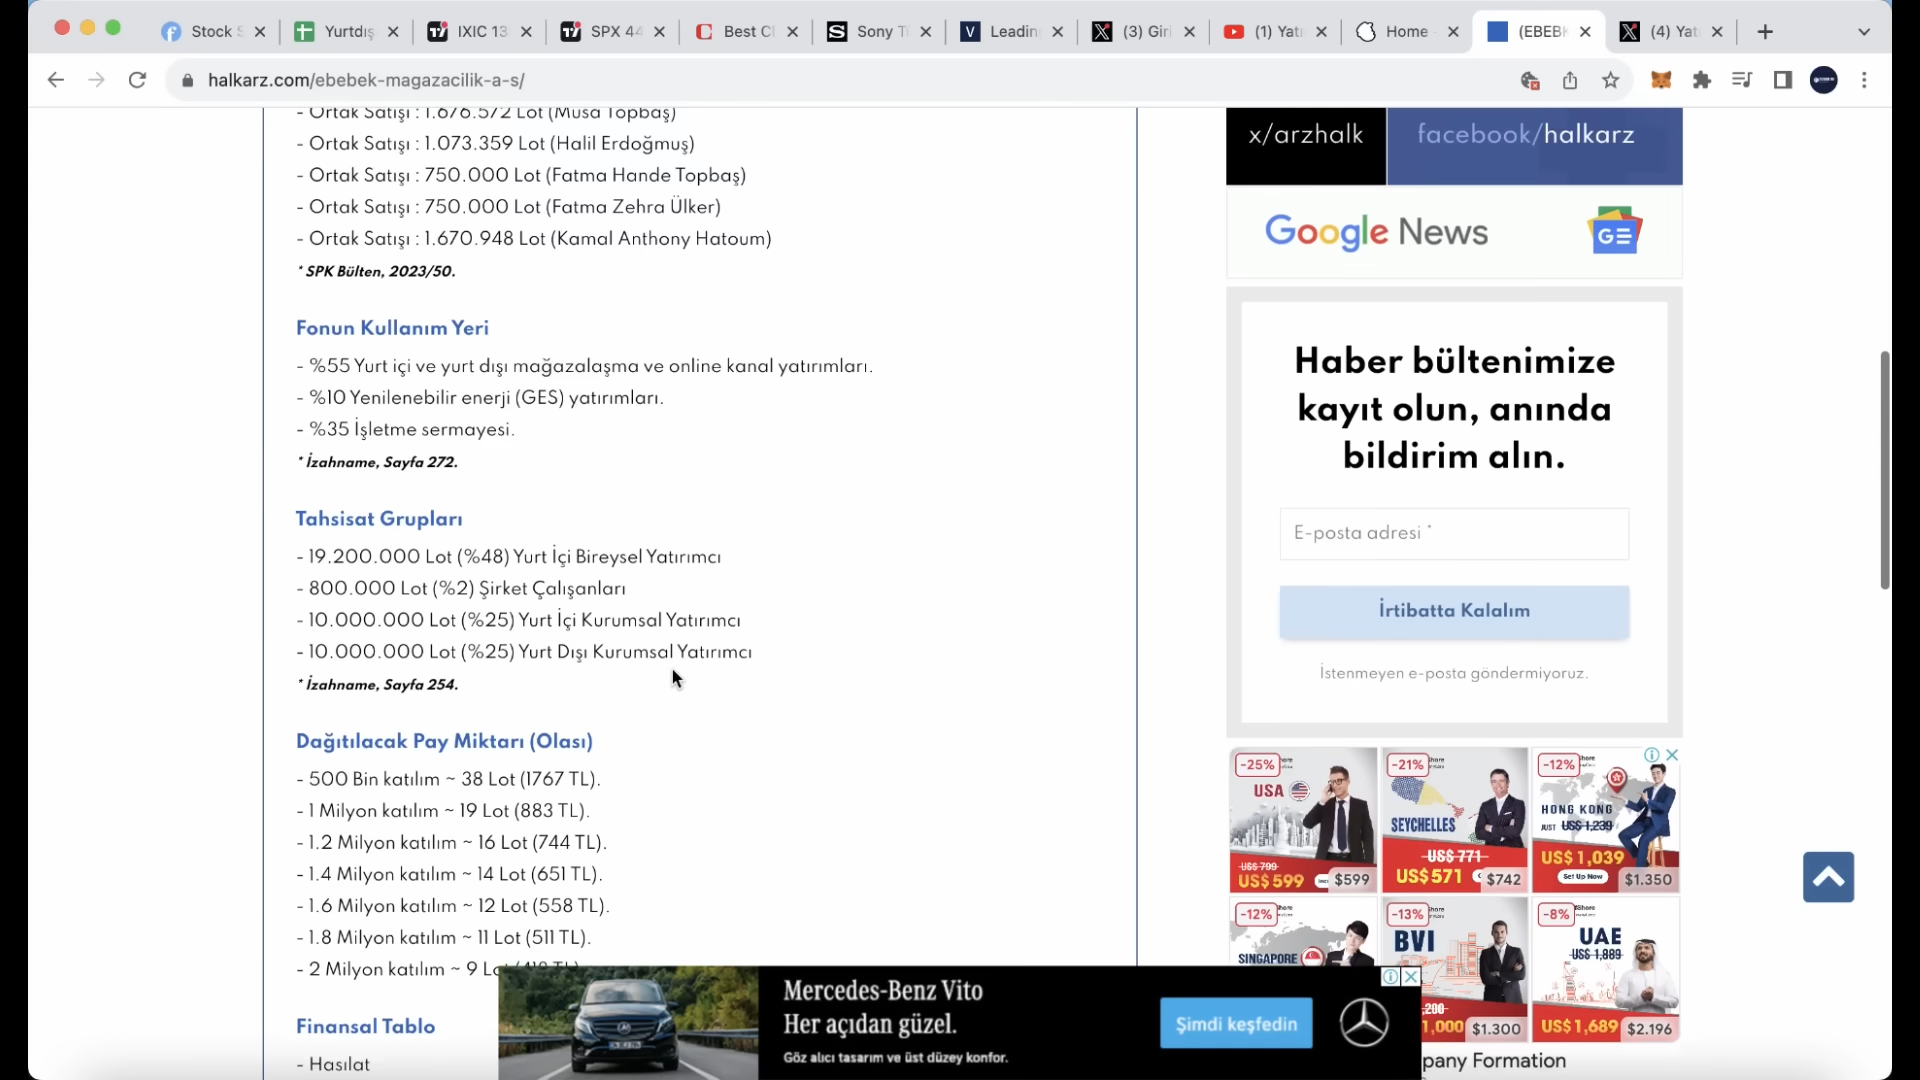 Stock S
Yurtdış
IXIC 13
SPX 44
Best Cl
Sony T
Leadin
(3) Giri
(1) Yatı
Home
(EBEBK
(4) Yat
halkarz.com/ebebek-magazacilik-a-s/
- Ortak Satışı : 1.676.572 Lot (Musa Topbaş)
- Ortak Satışı : 1.073.359 Lot (Halil Erdoğmuş)
- Ortak Satışı : 750.000 Lot (Fatma Hande Topbaş)
- Ortak Satışı : 750.000 Lot (Fatma Zehra Ülker)
- Ortak Satışı : 1.670.948 Lot (Kamal Anthony Hatoum)
* SPK Bülten, 2023/50.
Fonun Kullanım Yeri
- %55 Yurt içi ve yurt dışı mağazalaşma ve online kanal yatırımları.
- %10 Yenilenebilir enerji (GES) yatırımları.
- %35 İşletme sermayesi.
* İzahname, Sayfa 272.
Tahsisat Grupları
- 19.200.000 Lot (%48) Yurt İçi Bireysel Yatırımcı
- 800.000 Lot (%2) Şirket Çalışanları
- 10.000.000 Lot (%25) Yurt İçi Kurumsal Yatırımcı
- 10.000.000 Lot (%25) Yurt Dışı Kurumsal Yatırımcı
* İzahname, Sayfa 254.
Dağıtılacak Pay Miktarı (Olası)
- 500 Bin katılım ~ 38 Lot (1767 TL).
- 1 Milyon katılım ~ 19 Lot (883 TL).
- 1.2 Milyon katılım ~ 16 Lot (744 TL).
- 1.4 Milyon katılım ~ 14 Lot (651 TL).
- 1.6 Milyon katılım ~ 12 Lot (558 TL).
- 1.8 Milyon katılım ~ 11 Lot (511 TL).
- 2 Milyon katılım ~ 9 Lo
Finansal Tablo
- Hasılat
x/arzhalk
facebook/halkarz
Google News
GE
Haber bültenimize
kayıt olun, anında
bildirim alın.
E-posta adresi *
İrtibatta Kalalım
İstenmeyen e-posta göndermiyoruz.
-25%
USA
US$ 799
US$ 599
$599
-21%
SEYCHELLES
US$ 771
US$571
$742
-12%
HONG KONG
JUST US$ 1,239
US$ 1,039
Set Up Now
$1.350
-12%
SINGAPORE
-13%
BVI
,200
1,000
$1.300
-8%
UAE
US$ 1,889
US$ 1,689
$2.196
pany Formation
Mercedes-Benz Vito
Her açıdan güzel.
Göz alıcı tasarım ve üst düzey konfor.
Şimdi keşfedin